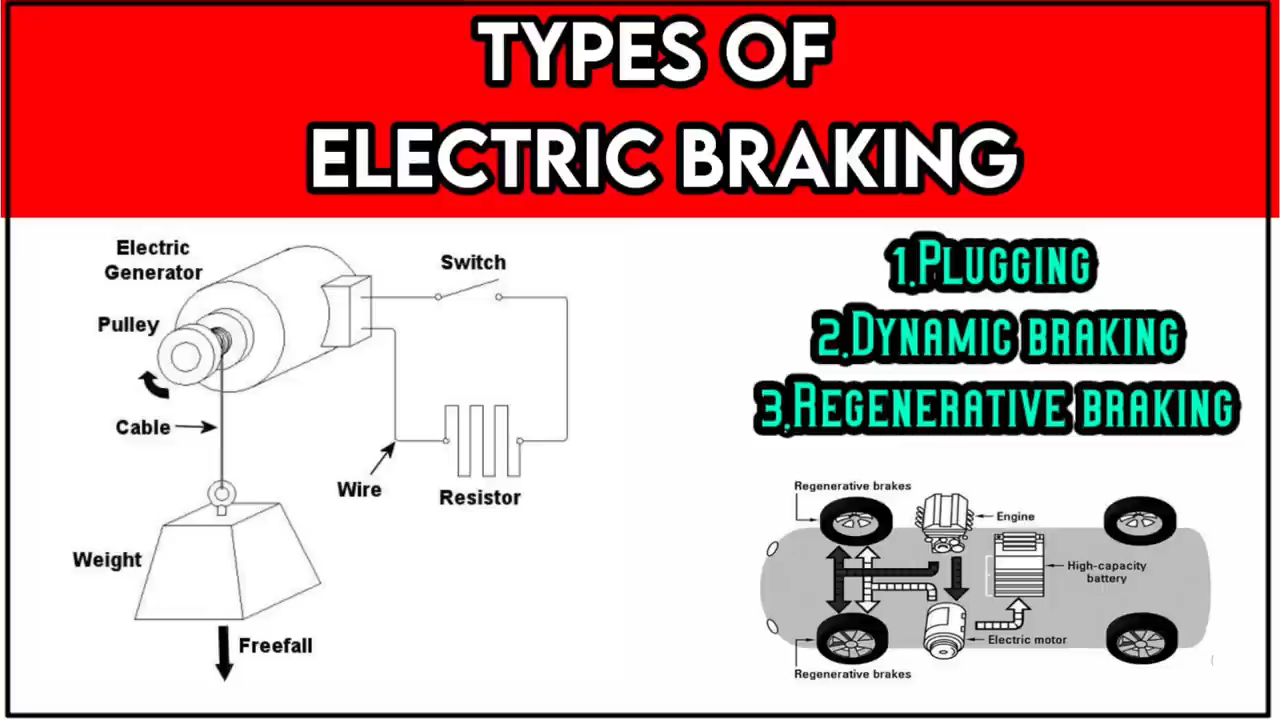 TYPES OF
ELECTRIC BRAKING
Electric
Generator
Switch
Pulley
Cable
Wire
Resistor
Weight
Freefall
1.PLUGGING
2.DYNAMIC BRAKING
3.REGENERATIVE BRAKING
Regenerative brakes
Engine
High-capacity
battery
Electric motor
Regenerative brakes